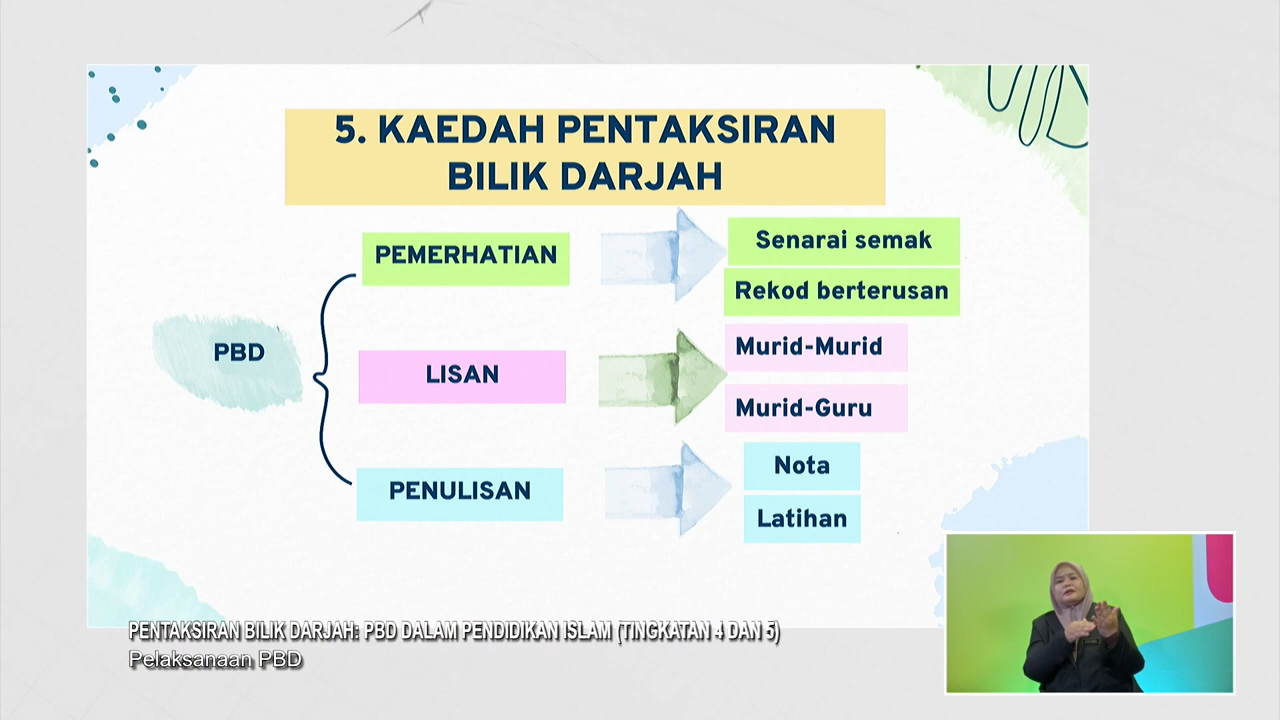 5. KAEDAH PENTAKSIRAN
BILIK DARJAH
PBD
PEMERHATIAN
Senarai semak
Rekod berterusan
LISAN
Murid-Murid
Murid-Guru
PENULISAN
Nota
Latihan
PENTAKSIRAN BILIK DARJAH: PBD DALAM PENDIDIKAN ISLAM (TINGKATAN 4 DAN 5)
Pelaksanaan PBD